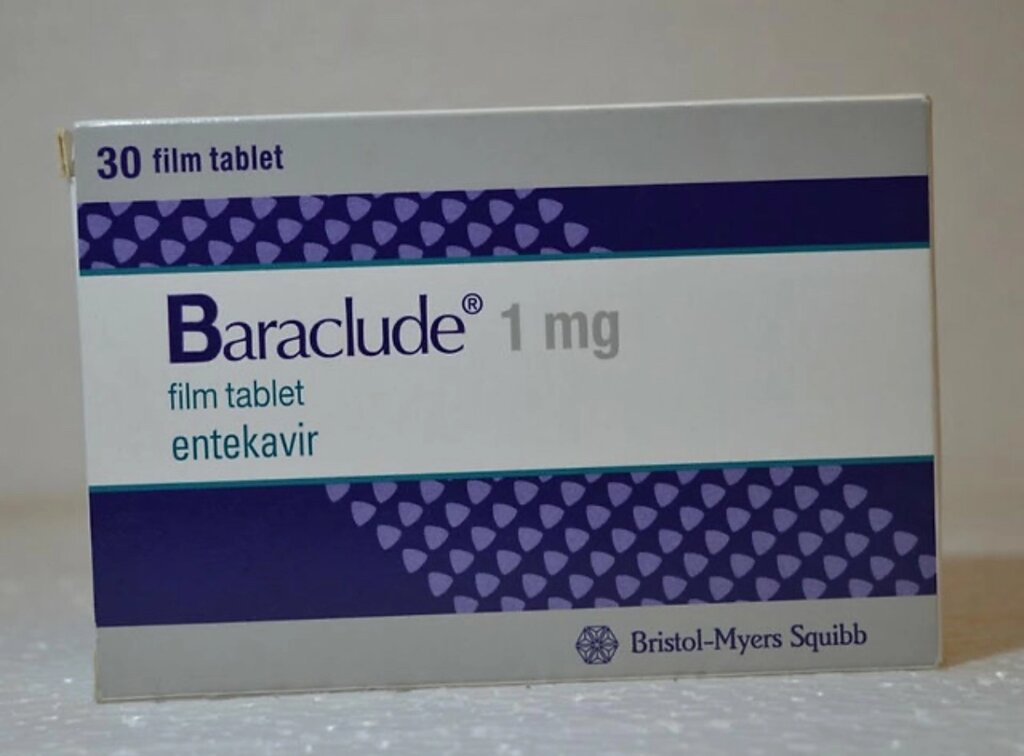 30 film tablet
Baraclude® 1 mg
film tablet
entekavir
Bristol-Myers Squibb